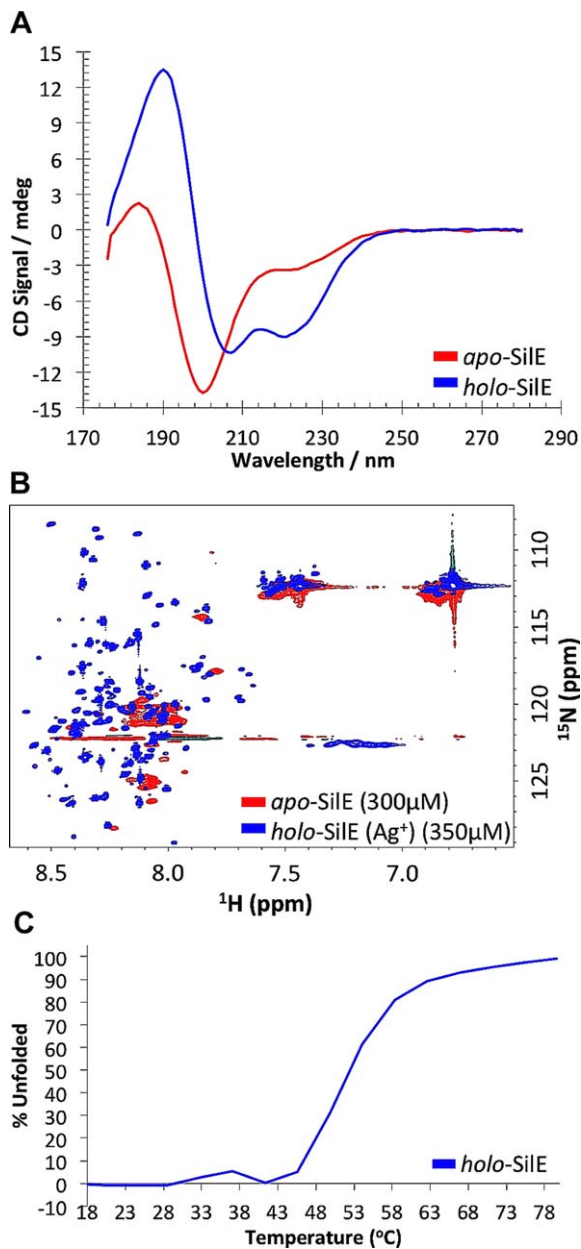 A
15
12
9
6
3
0
-3
-6
-9
-12
-15
CD Signal / mdeg
170 190 210 230 250 270 290
Wavelength / nm
apo-SilE
holo-SilE
B
110
115
120
125
¹⁵N (ppm)
apo-SilE (300µM)
holo-SilE (Ag⁺) (350µM)
8.5 8.0 7.5 7.0
¹H (ppm)
C
100
90
80
70
60
50
40
30
20
10
0
-10
% Unfolded
holo-SilE
18 23 28 33 38 43 48 53 58 63 68 73 78
Temperature (°C)